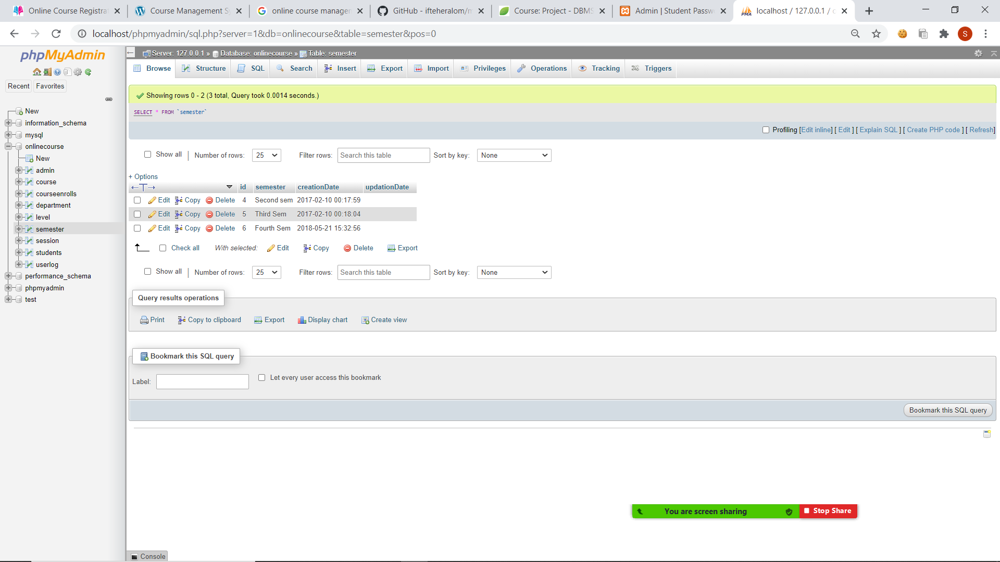 Online Course Registra
Course Management Sy
online course manage
GitHub - ifteheralom/m
Course: Project - DBMS
Admin | Student Passw
localhost / 127.0.0.1 / c
localhost/phpmyadmin/sql.php?server=1&db=onlinecourse&table=semester&pos=0
S
phpMyAdmin
Recent
Favorites
New
information_schema
mysql
onlinecourse
New
admin
course
courseenrolls
department
level
semester
session
students
userlog
performance_schema
phpmyadmin
test
Server: 127.0.0.1 » Database: onlinecourse » Table: semester
Browse Structure SQL Search Insert Export Import Privileges Operations Tracking Triggers
Showing rows 0 - 2 (3 total, Query took 0.0014 seconds.)
SELECT * FROM `semester`
Profiling [Edit inline] [ Edit ] [ Explain SQL ] [ Create PHP code ] [ Refresh]
Show all | Number of rows: 25 Filter rows: Search this table Sort by key: None
+ Options
←T→ id semester creationDate updationDate
Edit Copy Delete 4 Second sem 2017-02-10 00:17:59
Edit Copy Delete 5 Third Sem 2017-02-10 00:18:04
Edit Copy Delete 6 Fourth Sem 2018-05-21 15:32:56
Check all With selected: Edit Copy Delete Export
Show all | Number of rows: 25 Filter rows: Search this table Sort by key: None
Query results operations
Print Copy to clipboard Export Display chart Create view
Bookmark this SQL query
Label: Let every user access this bookmark
Bookmark this SQL query
You are screen sharing Stop Share
Console